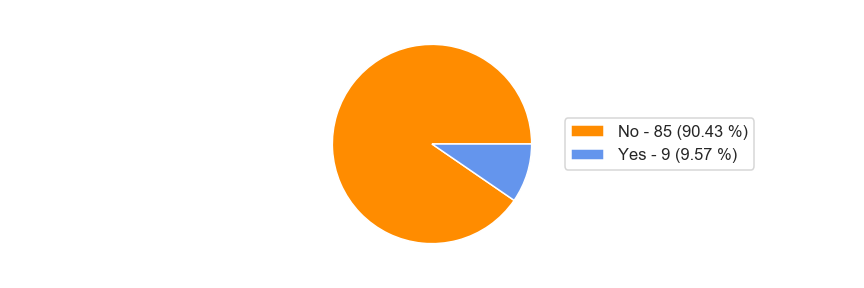 No - 85 (90.43 %)
Yes - 9 (9.57 %)